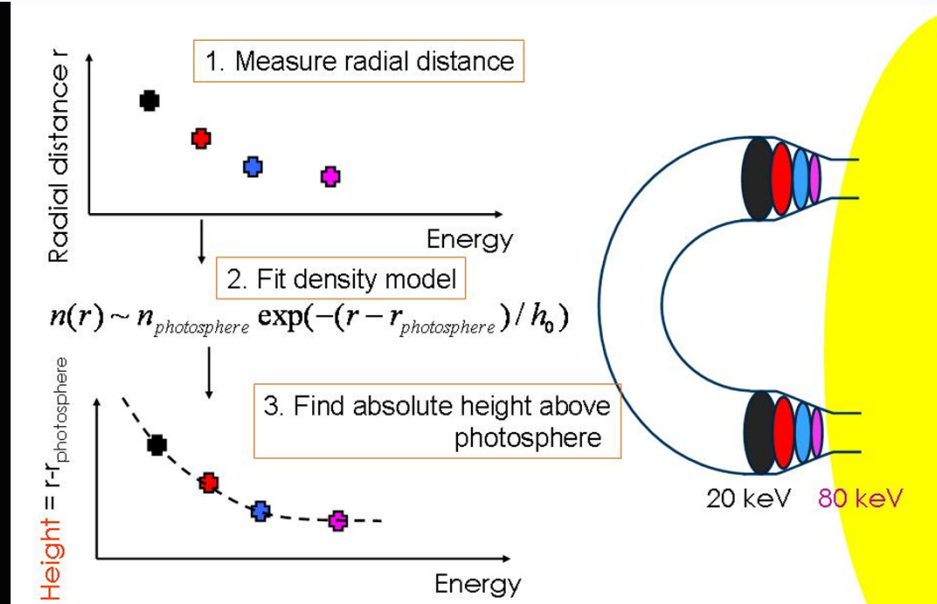 1. Measure radial distance
Radial distance r
Energy
2. Fit density model
n(r) ~ n_photosphere exp(-(r - r_photosphere) / h_0)
3. Find absolute height above
photosphere
Height = r-r_photosphere
Energy
20 keV 80 keV